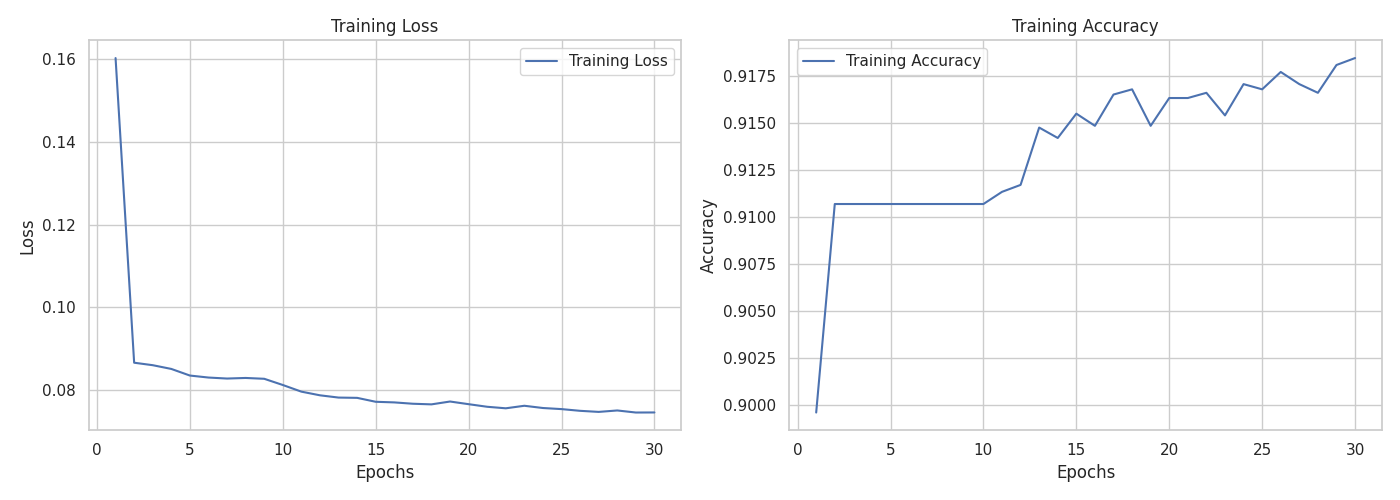 Training Loss
Training Loss
0.16
0.14
0.12
0.10
0.08
Loss
0 5 10 15 20 25 30
Epochs
Training Accuracy
Training Accuracy
0.9175
0.9150
0.9125
0.9100
0.9075
0.9050
0.9025
0.9000
Accuracy
0 5 10 15 20 25 30
Epochs